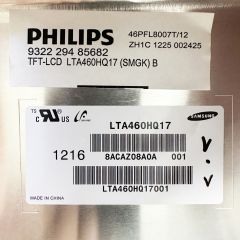 PHILIPS
9322 294 85682
TFT-LCD LTA460HQ17 (SMGK) B
46PFL8007T/12
ZH1C 1225 002425
SAMSUNG
LTA460HQ17
1216
8ACAZ08A0A 001
LTA460HQ17001
MADE IN CHINA